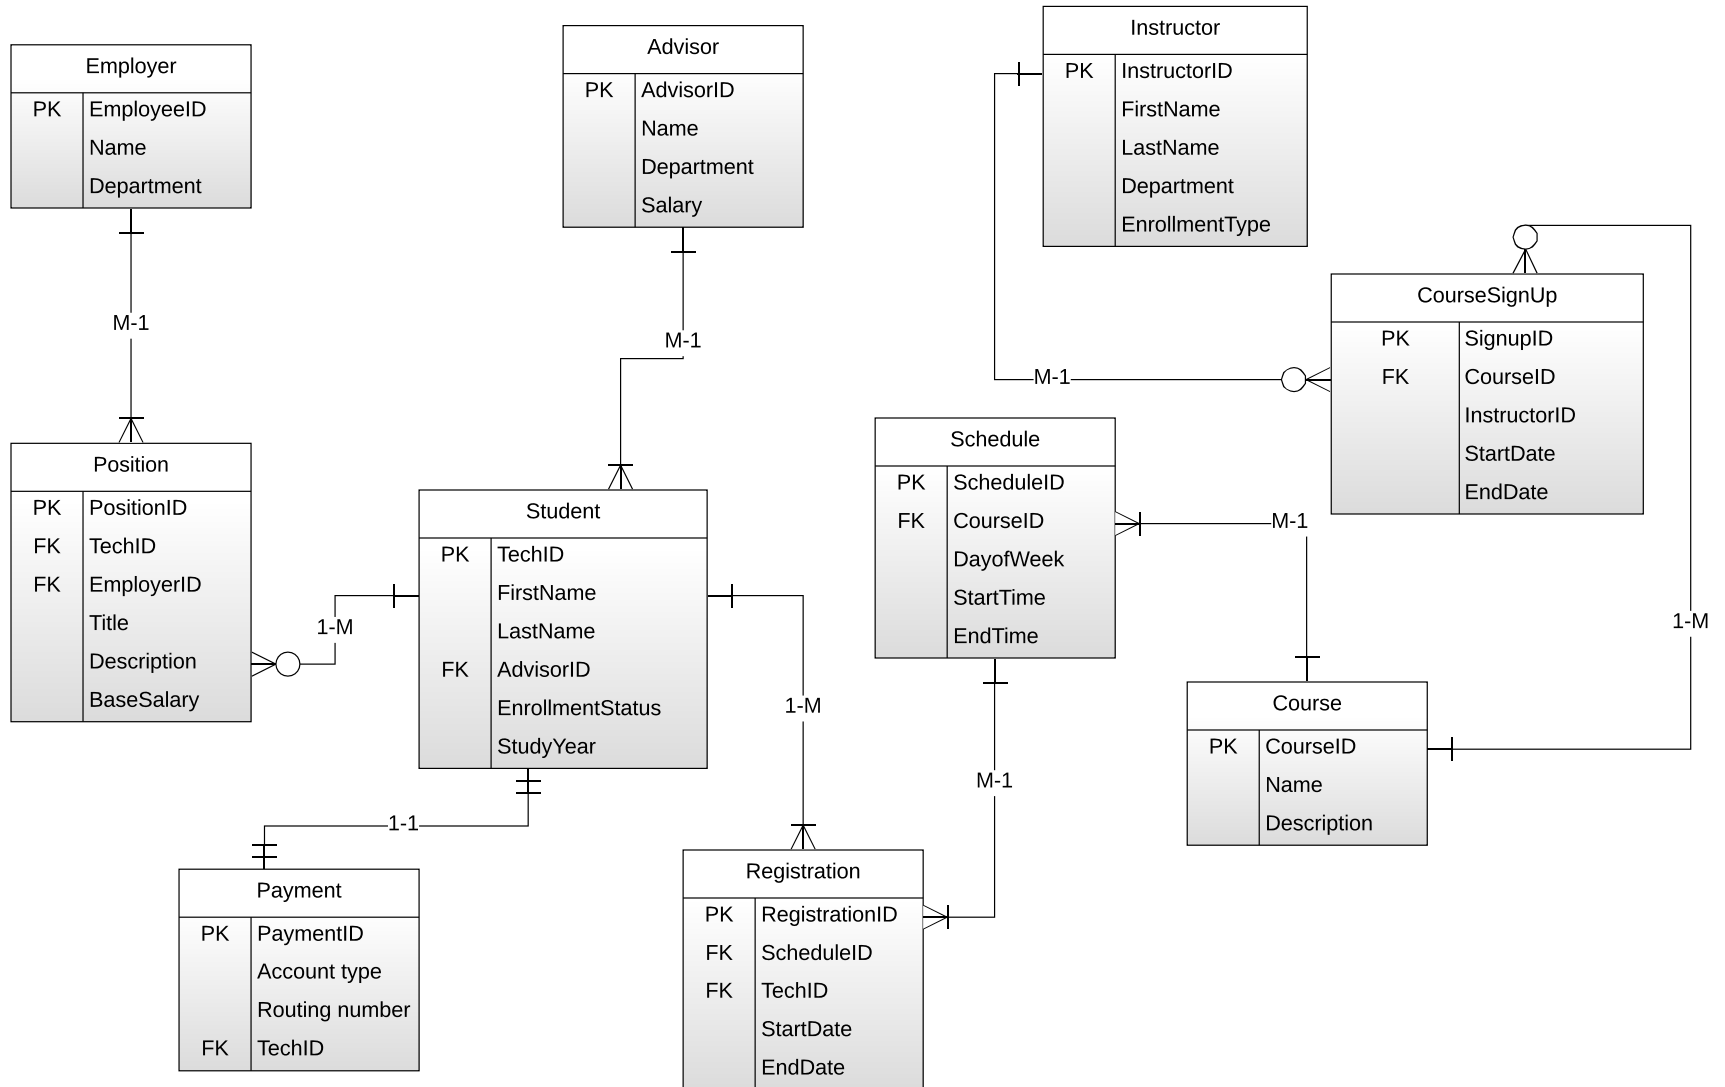 Employer
PK EmployeeID
Name
Department
M-1
Position
PK PositionID
FK TechID
FK EmployerID
Title
Description
BaseSalary
Advisor
PK AdvisorID
Name
Department
Salary
M-1
Student
PK TechID
FirstName
LastName
FK AdvisorID
EnrollmentStatus
StudyYear
1-M
1-1
Payment
PK PaymentID
Account type
Routing number
FK TechID
1-M
Registration
PK RegistrationID
FK ScheduleID
FK TechID
StartDate
EndDate
Instructor
PK InstructorID
FirstName
LastName
Department
EnrollmentType
M-1
CourseSignUp
PK SignupID
FK CourseID
InstructorID
StartDate
EndDate
Schedule
PK ScheduleID
FK CourseID
DayofWeek
StartTime
EndTime
M-1
M-1
Course
PK CourseID
Name
Description
1-M